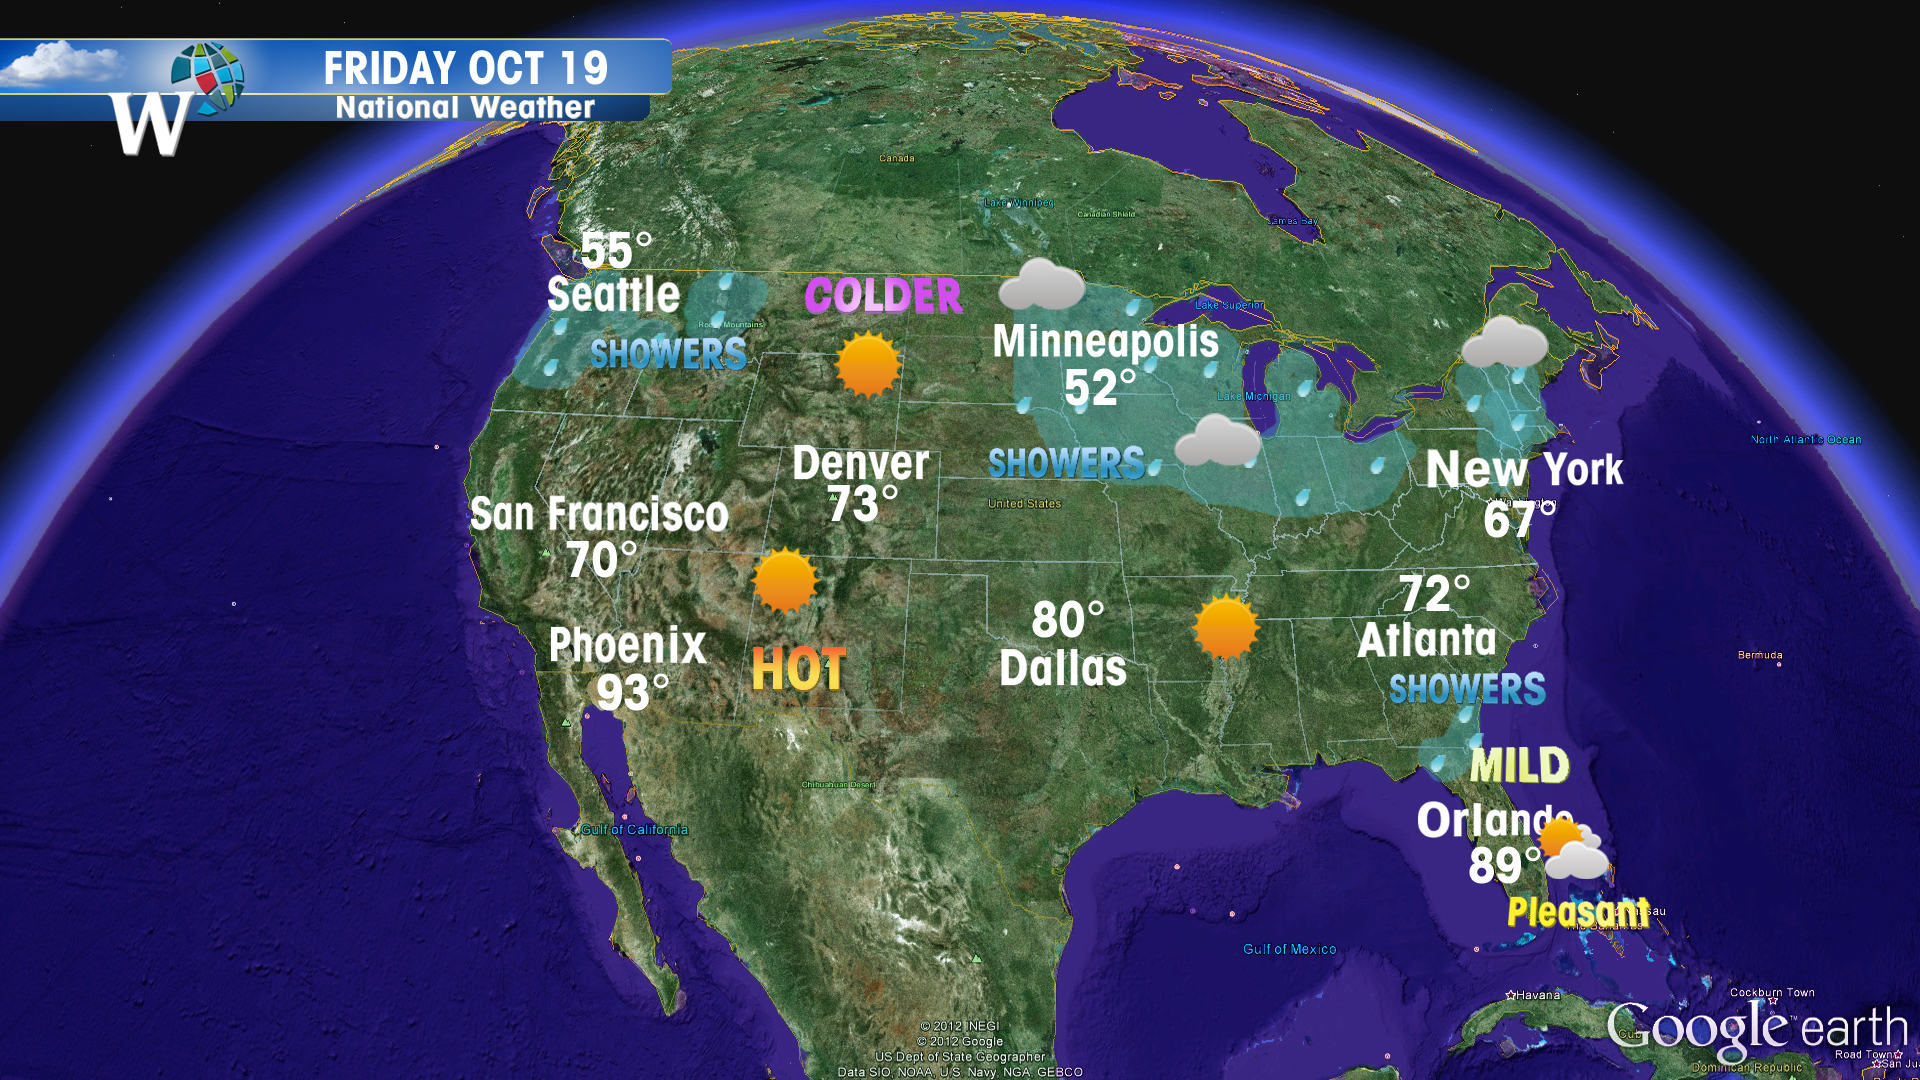 FRIDAY OCT 19
National Weather
W
Canada
Lake Winnipeg
Canadian Shield
James Bay
55°
Seattle
Rocky Mountains
SHOWERS
COLDER
Lake Superior
Minneapolis
52°
Lake Michigan
North Atlantic Ocean
SHOWERS
Denver
73°
United States
New York
Washington
67°
San Francisco
70°
72°
Atlanta
SHOWERS
80°
Dallas
Phoenix
93°
HOT
Bermuda
MILD
Chihuahuan Desert
Orlando
89°
Gulf of California
Pleasant
Gulf of Mexico
Havana
Cockburn Town
Google™ earth
© 2012 INEGI
© 2012 Google
US Dept of State Geographer
Data SIO, NOAA, U.S. Navy, NGA, GEBCO
Road Town
Dominican Republic